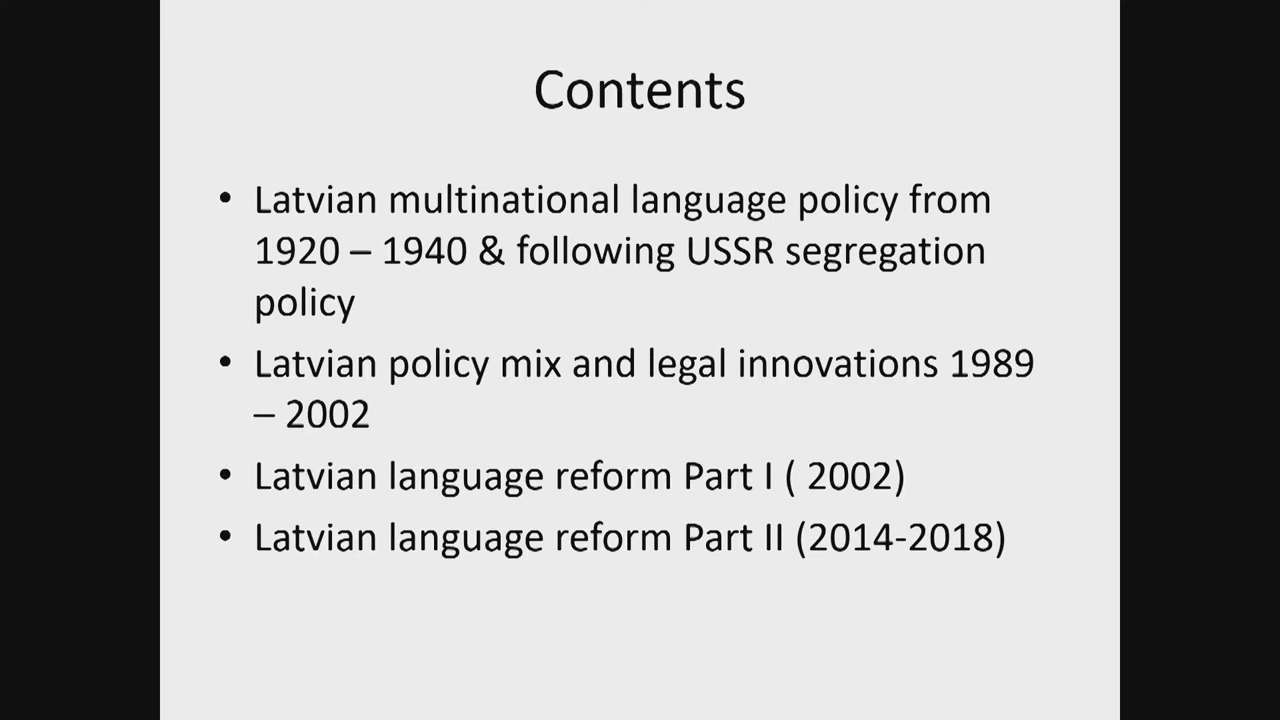 Contents
• Latvian multinational language policy from
1920 – 1940 & following USSR segregation
policy
• Latvian policy mix and legal innovations 1989
– 2002
• Latvian language reform Part I ( 2002)
• Latvian language reform Part II (2014-2018)